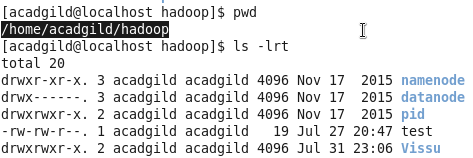 [acadgild@localhost hadoop]$ pwd
/home/acadgild/hadoop
[acadgild@localhost hadoop]$ ls -lrt
total 20
drwxr-xr-x. 3 acadgild acadgild 4096 Nov 17  2015 namenode
drwx------. 3 acadgild acadgild 4096 Nov 17  2015 datanode
drwxrwxr-x. 2 acadgild acadgild 4096 Nov 17  2015 pid
-rw-rw-r--. 1 acadgild acadgild   19 Jul 27 20:47 test
drwxrwxr-x. 2 acadgild acadgild 4096 Jul 31 23:06 Vissu